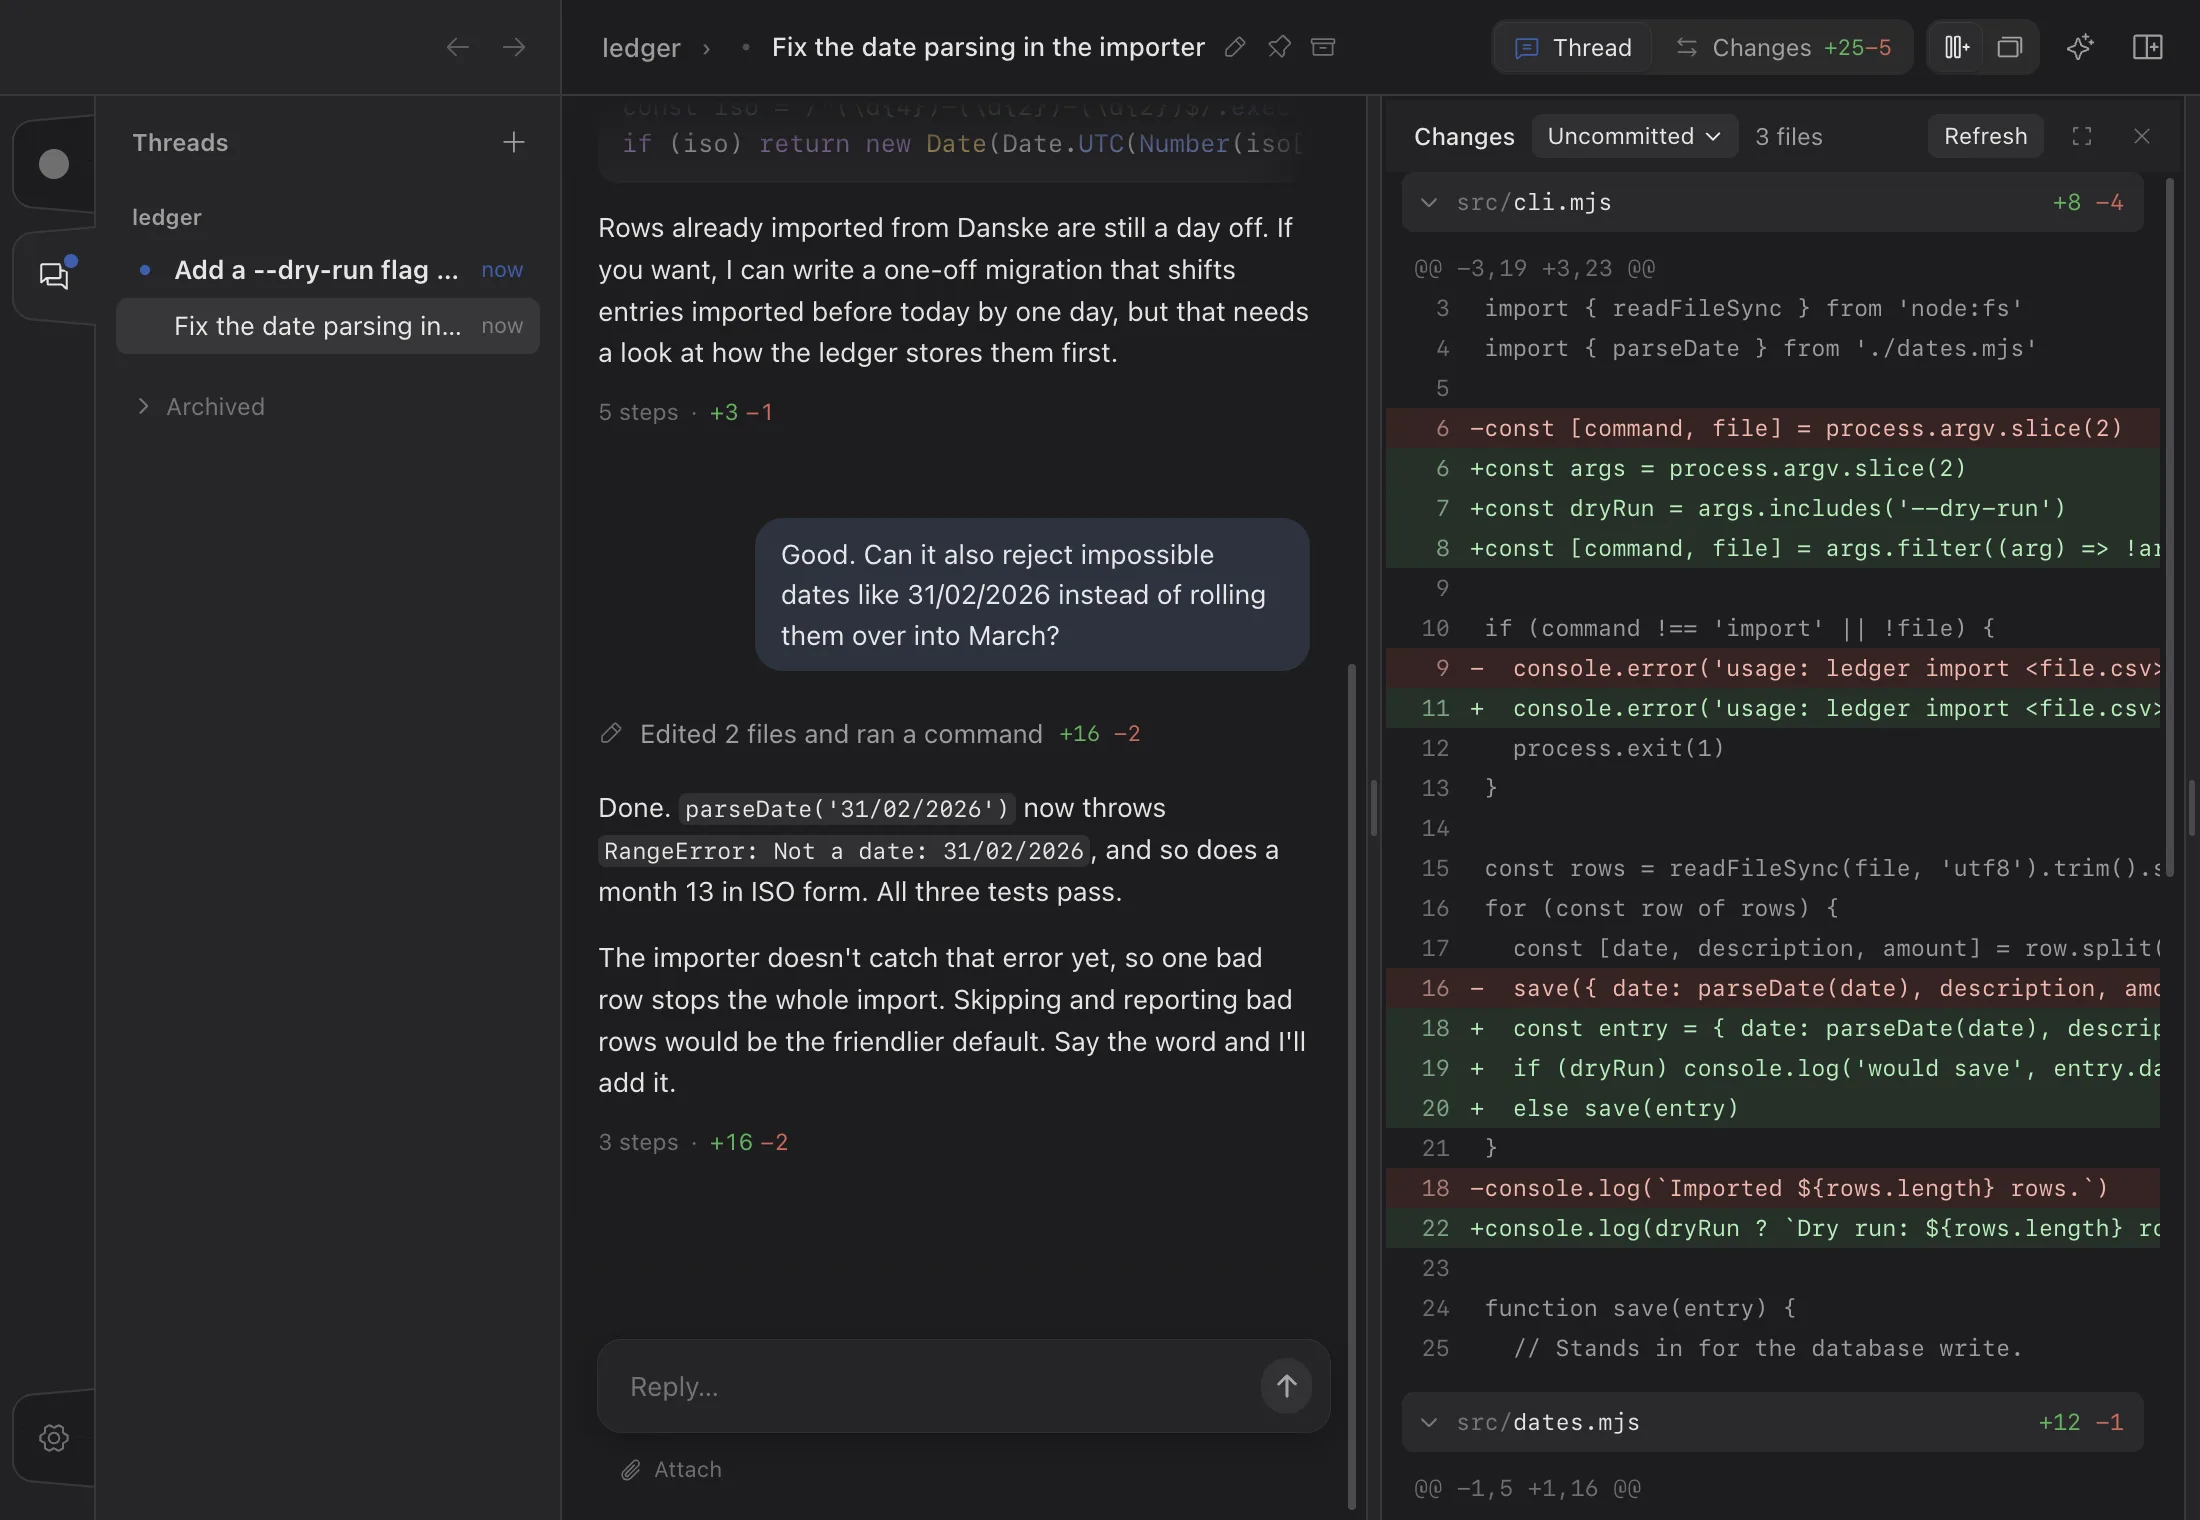 ledger › • Fix the date parsing in the importer
Thread
Changes +25−5
Threads
ledger
Add a --dry-run flag ... now
Fix the date parsing in... now
Archived
const iso = /^(\d{4})-(\d{2})-(\d{2})$/.exec
if (iso) return new Date(Date.UTC(Number(iso[
Rows already imported from Danske are still a day off. If
you want, I can write a one-off migration that shifts
entries imported before today by one day, but that needs
a look at how the ledger stores them first.
5 steps · +3 −1
Good. Can it also reject impossible
dates like 31/02/2026 instead of rolling
them over into March?
Edited 2 files and ran a command +16 −2
Done. parseDate('31/02/2026') now throws
RangeError: Not a date: 31/02/2026, and so does a
month 13 in ISO form. All three tests pass.
The importer doesn't catch that error yet, so one bad
row stops the whole import. Skipping and reporting bad
rows would be the friendlier default. Say the word and I'll
add it.
3 steps · +16 −2
Reply...
Attach
Changes Uncommitted 3 files Refresh
src/cli.mjs +8 −4
@@ −3,19 +3,23 @@
3 import { readFileSync } from 'node:fs'
4 import { parseDate } from './dates.mjs'
5
6 −const [command, file] = process.argv.slice(2)
6 +const args = process.argv.slice(2)
7 +const dryRun = args.includes('--dry-run')
8 +const [command, file] = args.filter((arg) => !ar
9
10 if (command !== 'import' || !file) {
9 − console.error('usage: ledger import <file.csv>
11 + console.error('usage: ledger import <file.csv>
12 process.exit(1)
13 }
14
15 const rows = readFileSync(file, 'utf8').trim().s
16 for (const row of rows) {
17 const [date, description, amount] = row.split(
16 − save({ date: parseDate(date), description, amo
18 + const entry = { date: parseDate(date), descrip
19 + if (dryRun) console.log('would save', entry.da
20 + else save(entry)
21 }
18 −console.log(`Imported ${rows.length} rows.`)
22 +console.log(dryRun ? `Dry run: ${rows.length} ro
23
24 function save(entry) {
25 // Stands in for the database write.
src/dates.mjs +12 −1
@@ −1,5 +1,16 @@